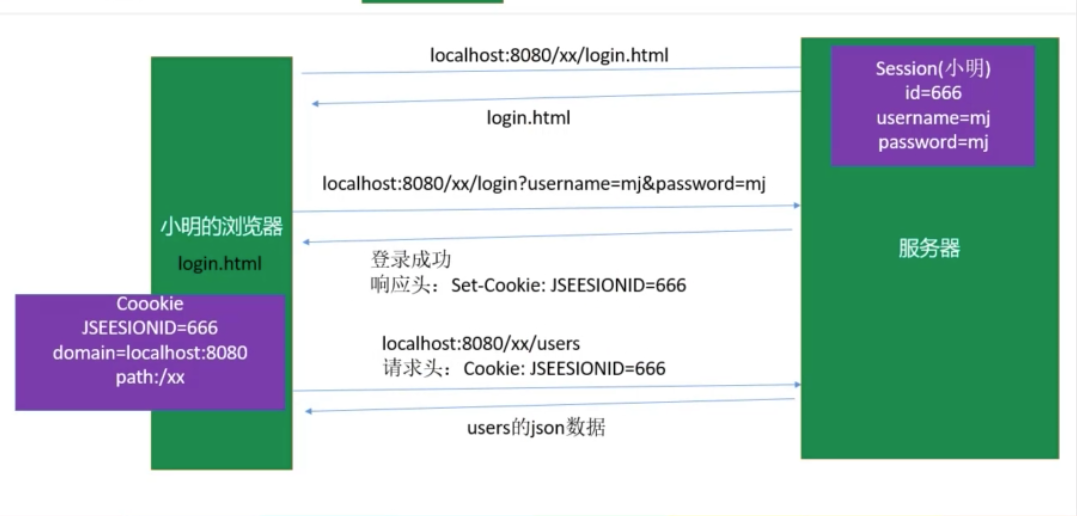 localhost:8080/xx/login.html
login.html
Session(小明)
id=666
username=mj
password=mj
localhost:8080/xx/login?username=mj&password=mj
小明的浏览器
login.html
服务器
登录成功
响应头：Set-Cookie: JSEESIONID=666
Coookie
JSEESIONID=666
domain=localhost:8080
path:/xx
localhost:8080/xx/users
请求头：Cookie: JSEESIONID=666
users的json数据